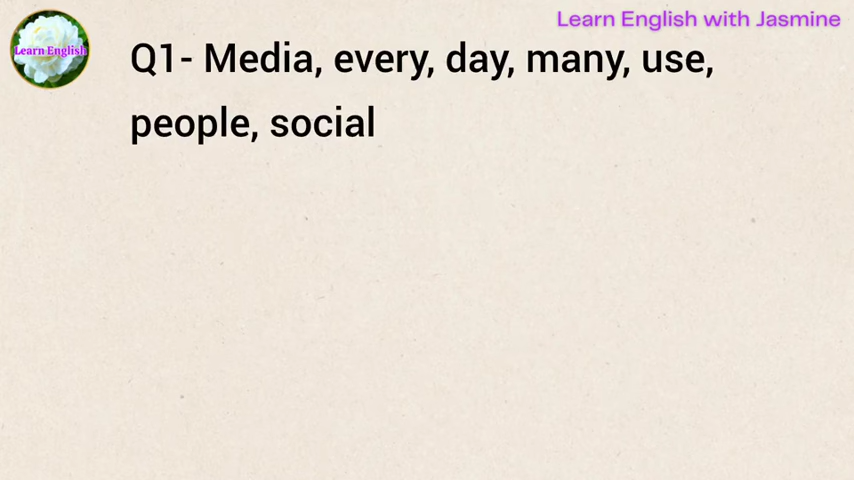 Learn English with Jasmine
Learn English
Q1- Media, every, day, many, use,
people, social